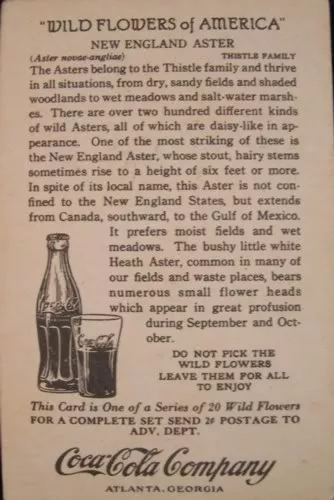 "WILD FLOWERS of AMERICA"
NEW ENGLAND ASTER
(Aster novae-angliae) THISTLE FAMILY
The Asters belong to the Thistle family and thrive
in all situations, from dry, sandy fields and shaded
woodlands to wet meadows and salt-water marsh-
es. There are over two hundred different kinds
of wild Asters, all of which are daisy-like in ap-
pearance. One of the most striking of these is
the New England Aster, whose stout, hairy stems
sometimes rise to a height of six feet or more.
In spite of its local name, this Aster is not con-
fined to the New England States, but extends
from Canada, southward, to the Gulf of Mexico.
It prefers moist fields and wet
meadows. The bushy little white
Heath Aster, common in many of
our fields and waste places, bears
numerous small flower heads
which appear in great profusion
during September and Oct-
ober.
Coca-Cola
Coca-Cola
DO NOT PICK THE
WILD FLOWERS
LEAVE THEM FOR ALL
TO ENJOY
This Card is One of a Series of 20 Wild Flowers
FOR A COMPLETE SET SEND 2¢ POSTAGE TO
ADV. DEPT.
Coca-Cola Company
ATLANTA, GEORGIA